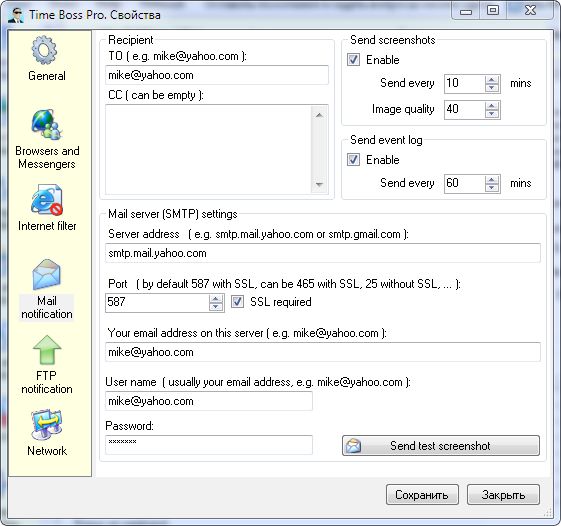 Time Boss Pro. Свойства
General
Browsers and
Messengers
Internet filter
Mail
notification
FTP
notification
Network
Recipient
TO ( e.g. mike@yahoo.com ):
mike@yahoo.com
CC ( can be empty ):
Send screenshots
Enable
Send every 10 mins
Image quality 40
Send event log
Enable
Send every 60 mins
Mail server (SMTP) settings
Server address ( e.g. smtp.mail.yahoo.com or smtp.gmail.com ):
smtp.mail.yahoo.com
Port ( by default 587 with SSL, can be 465 with SSL, 25 without SSL, ... ):
587 SSL required
Your email address on this server ( e.g. mike@yahoo.com ):
mike@yahoo.com
User name ( usually your email address, e.g. mike@yahoo.com ):
mike@yahoo.com
Password:
×××××××
Send test screenshot
Сохранить
Закрыть